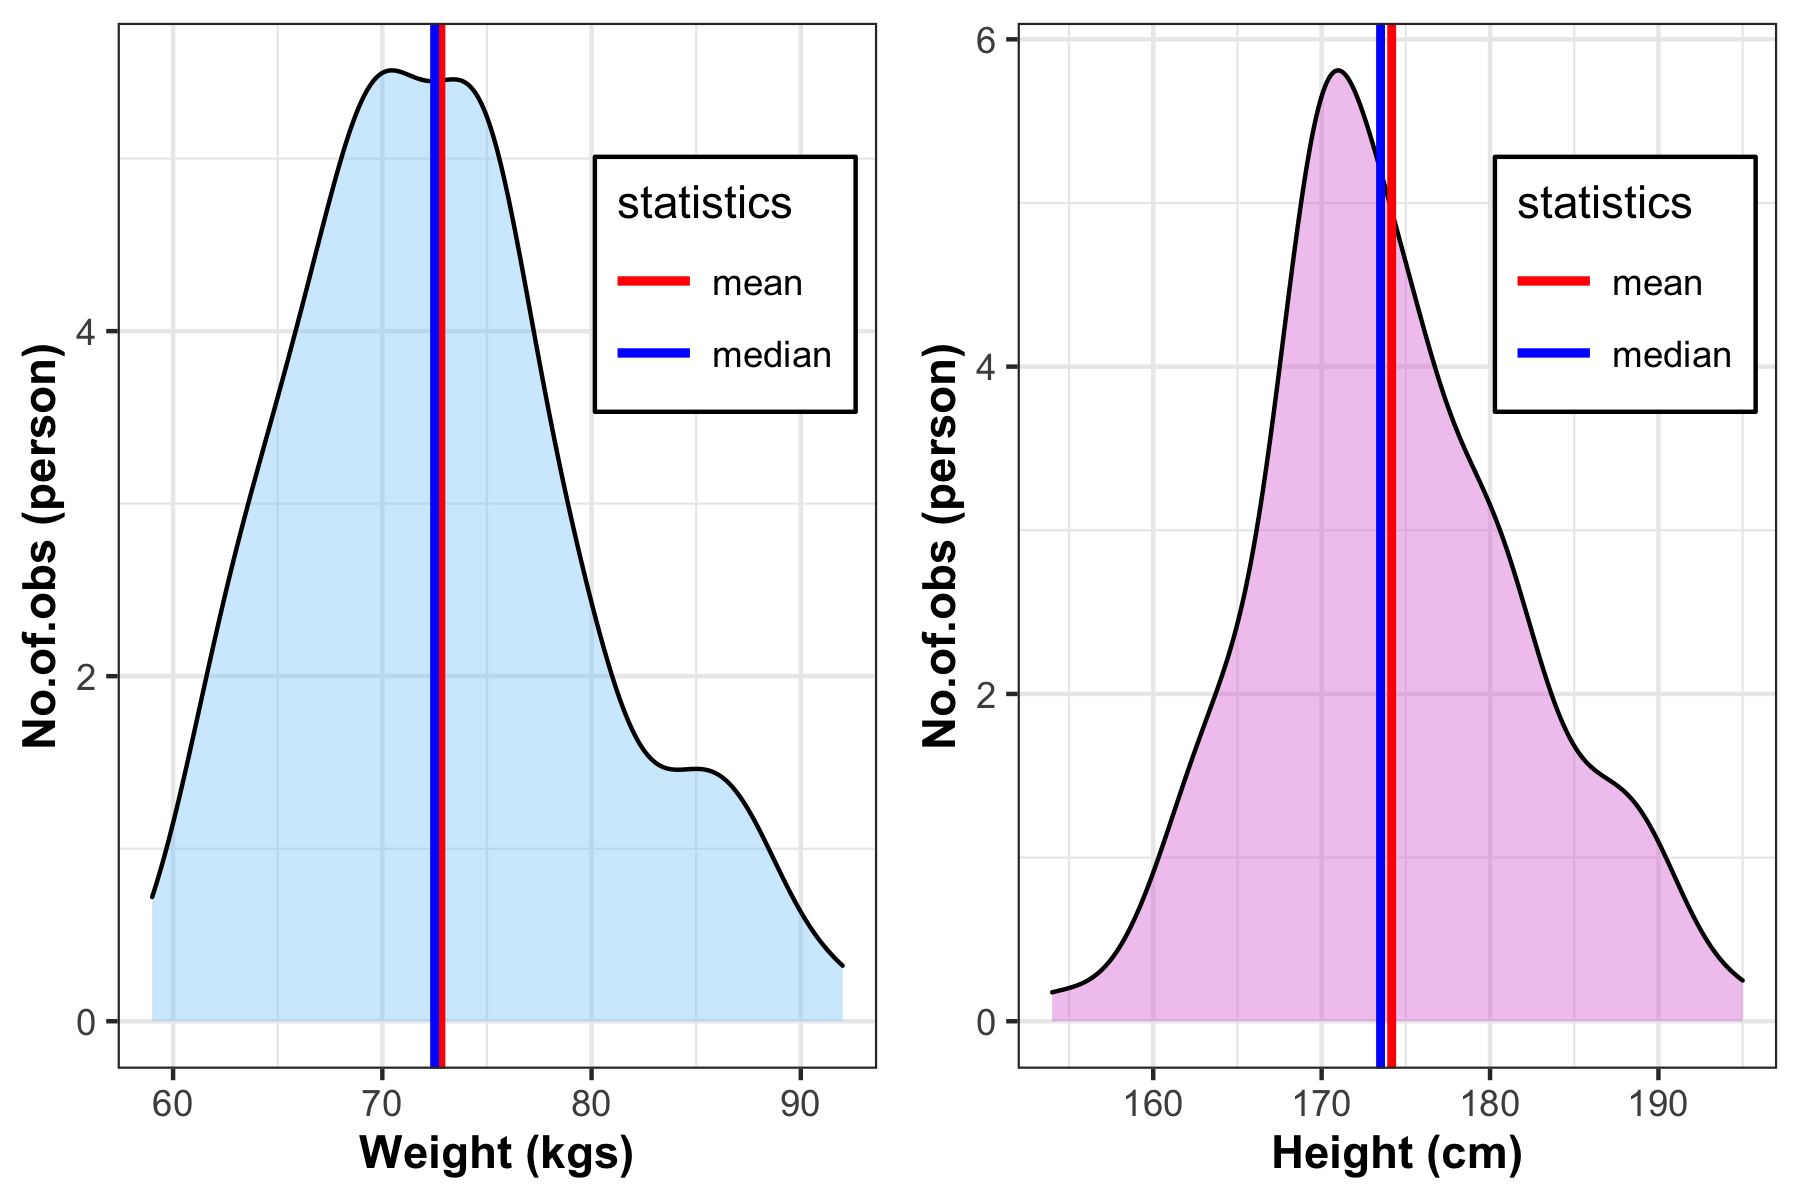 No.of.obs (person)
4
2
0
statistics
mean
median
60 70 80 90
Weight (kgs)
No.of.obs (person)
6
4
2
0
statistics
mean
median
160 170 180 190
Height (cm)